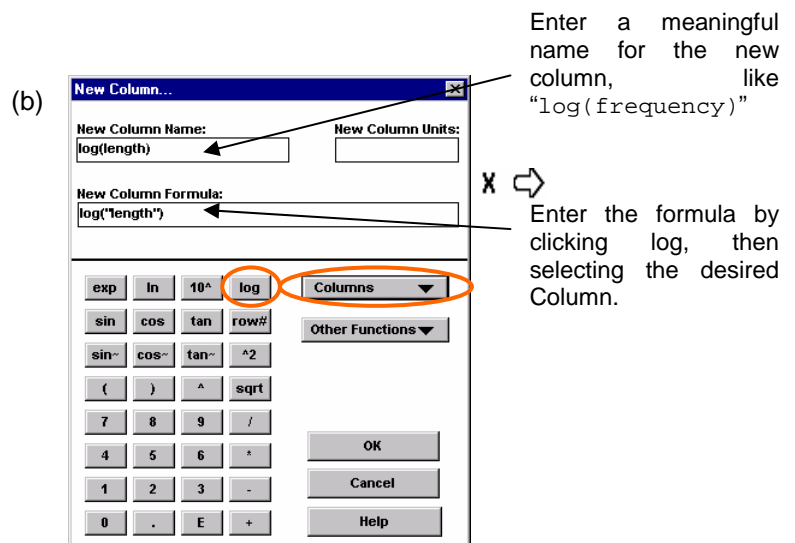 Enter a meaningful
name for the new
column, like
“log(frequency)”
(b)
New Column...
New Column Name:
New Column Units:
log(length)
New Column Formula:
log("length")
X
Enter the formula by
clicking log, then
selecting the desired
Column.
exp ln 10^ log Columns
sin cos tan row# Other Functions
sin~ cos~ tan~ ^2
( ) ^ sqrt
7 8 9 /
4 5 6 * OK
1 2 3 - Cancel
0 . E + Help